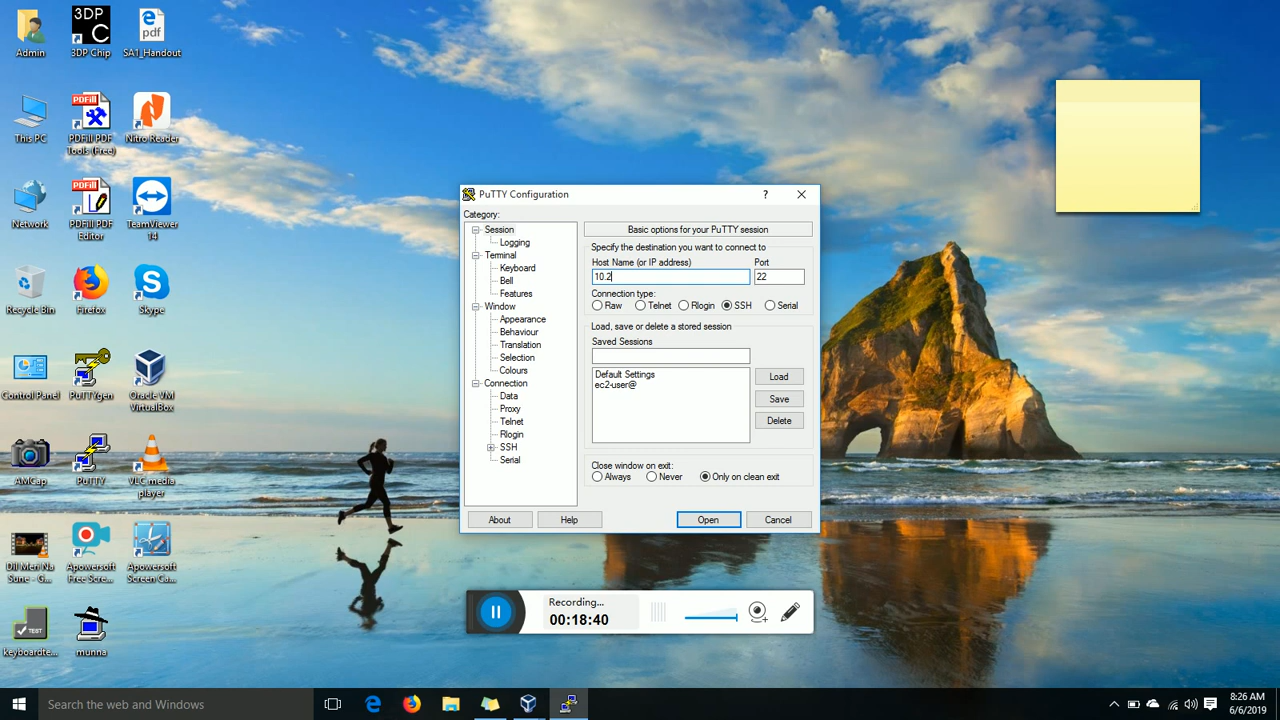 Admin
3DP Chip
SA1_Handout
This PC
PDFill PDF
Tools (Free)
Nitro Reader
Network
PDFill PDF
Editor
TeamViewer
14
Recycle Bin
Firefox
Skype
Control Panel
PuTTYgen
Oracle VM
VirtualBox
AMCap
PuTTY
VLC media
player
Dil Meri Na
Sune - G...
Apowersoft
Free Scre...
Apowersoft
Screen Ca...
keyboardte...
munna
3DP
C
pdf
PDFill
PDFill
TEST
PuTTY Configuration
?
Category:
Session
Logging
Terminal
Keyboard
Bell
Features
Window
Appearance
Behaviour
Translation
Selection
Colours
Connection
Data
Proxy
Telnet
Rlogin
SSH
Serial
Basic options for your PuTTY session
Specify the destination you want to connect to
Host Name (or IP address) Port
10.2 22
Connection type:
Raw Telnet Rlogin SSH Serial
Load, save or delete a stored session
Saved Sessions
Default Settings
ec2-user@
Load
Save
Delete
Close window on exit:
Always Never Only on clean exit
About Help Open Cancel
Recording...
00:18:40
Search the web and Windows
8:26 AM
6/6/2019